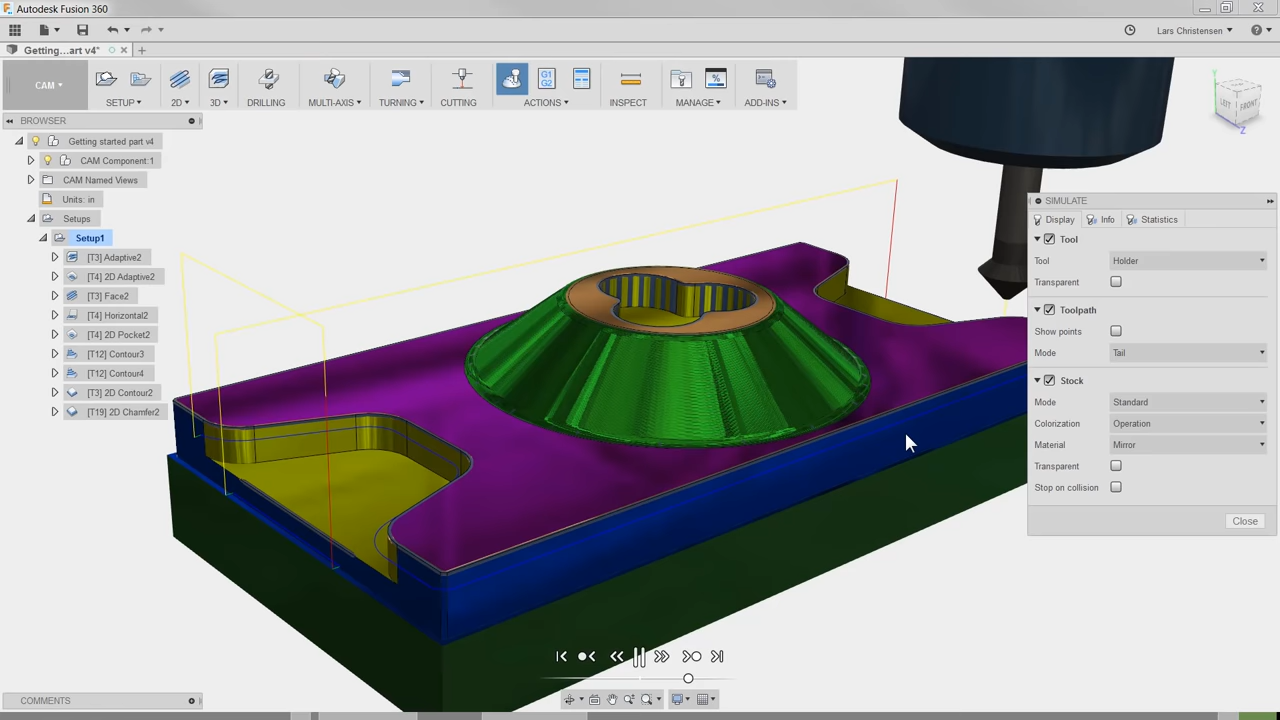 Autodesk Fusion 360
Lars Christensen
Getting...art v4*
CAM
SETUP
2D
3D
DRILLING
MULTI-AXIS
TURNING
CUTTING
G1
G2
ACTIONS
INSPECT
MANAGE
ADD-INS
BROWSER
Getting started part v4
CAM Component:1
CAM Named Views
Units: in
Setups
Setup1
[T3] Adaptive2
[T4] 2D Adaptive2
[T3] Face2
[T4] Horizontal2
[T4] 2D Pocket2
[T12] Contour3
[T12] Contour4
[T3] 2D Contour2
[T19] 2D Chamfer2
Y
LEFT
FRONT
Z
SIMULATE
Display
Info
Statistics
Tool
Tool
Holder
Transparent
Toolpath
Show points
Mode
Tail
Stock
Mode
Standard
Colorization
Operation
Material
Mirror
Transparent
Stop on collision
Close
COMMENTS